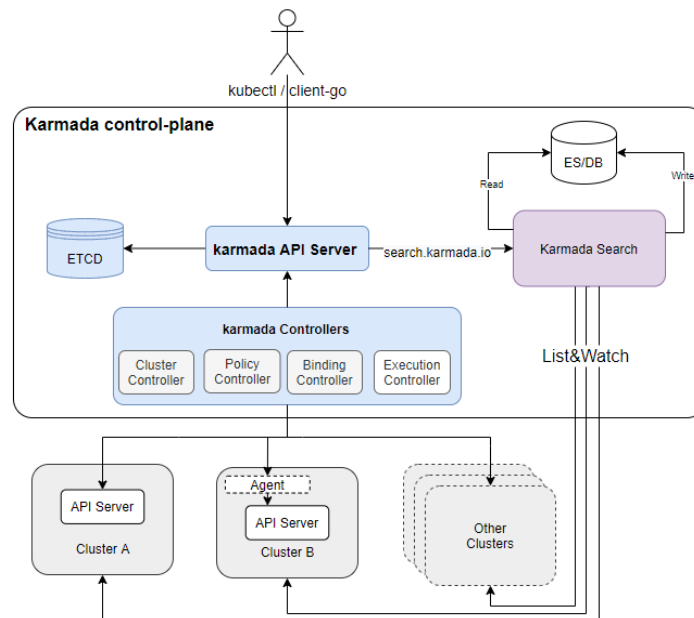 kubectl / client-go
Karmada control-plane
ES/DB
Read
Write
karmada API Server
search.karmada.io
Karmada Search
ETCD
karmada Controllers
Cluster
Controller
Policy
Controller
Binding
Controller
Execution
Controller
List&Watch
Agent
API Server
API Server
Other
Clusters
Cluster A
Cluster B